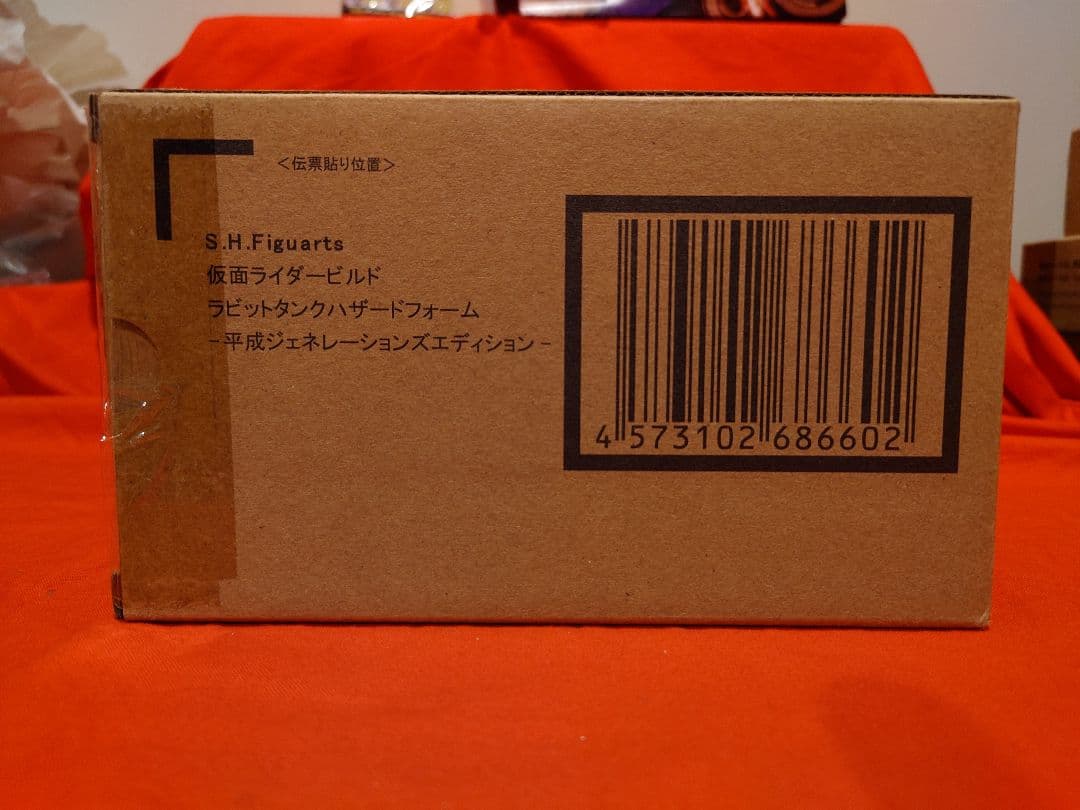 <伝票貼り位置>
S.H.Figuarts
仮面ライダービルド
ラビットタンクハザードフォーム
-平成ジェネレーションズエディション-
4 573102 686602